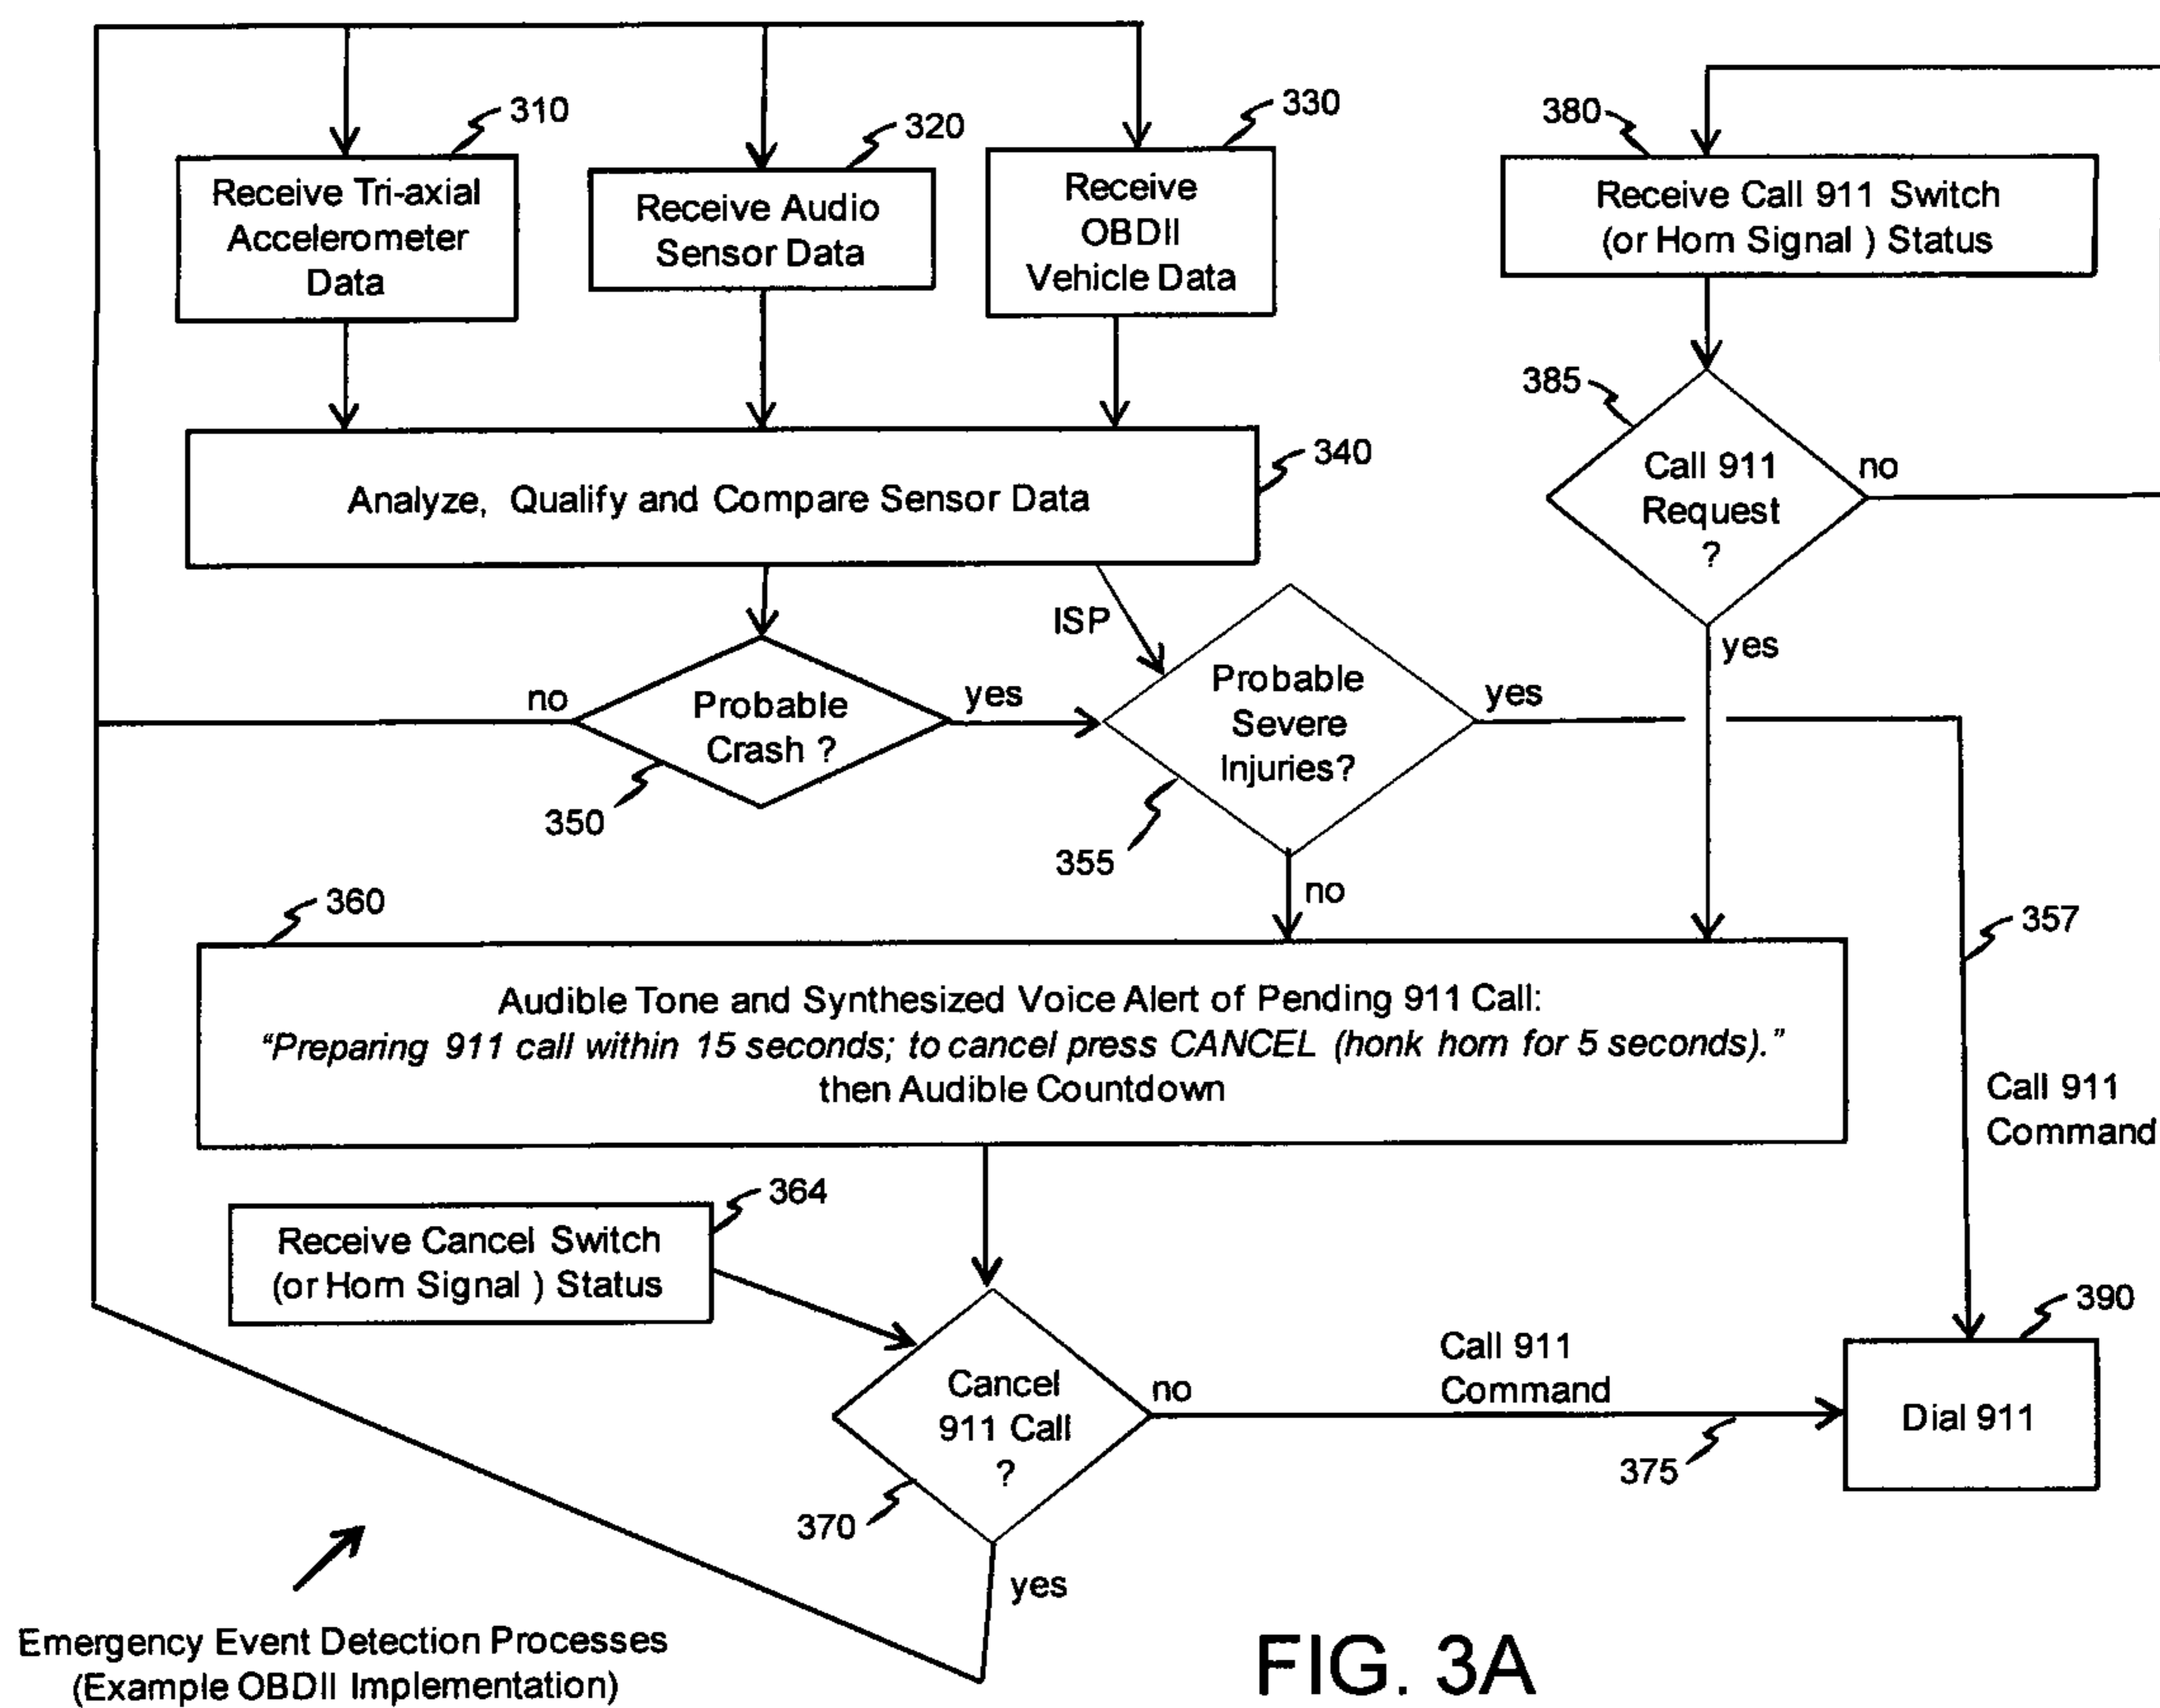 310
320
330
380
Receive Tri-axial
Accelerometer
Data
Receive Audio
Sensor Data
Receive
OBDII
Vehicle Data
Receive Call 911 Switch
(or Horn Signal ) Status
385
340
Analyze, Qualify and Compare Sensor Data
Call 911
Request
?
no
yes
ISP
no
Probable
Crash ?
yes
350
Probable
Severe
Injuries?
yes
355
no
357
360
Audible Tone and Synthesized Voice Alert of Pending 911 Call:
“Preparing 911 call within 15 seconds; to cancel press CANCEL (honk horn for 5 seconds).”
then Audible Countdown
Call 911
Command
364
Receive Cancel Switch
(or Horn Signal ) Status
Cancel
911 Call
?
no
370
yes
Call 911
Command
375
390
Dial 911
Emergency Event Detection Processes
(Example OBDII Implementation)
FIG. 3A